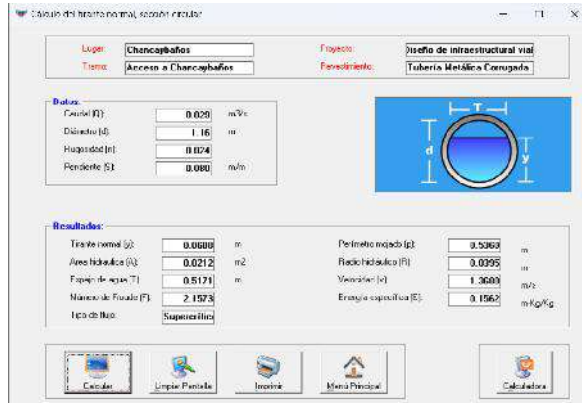 Cálculo del tirante normal, sección circular
Lugar: Chancaybaños
Proyecto: Diseño de infraestructural vial
Tramo: Acceso a Chancaybaños
Revestimiento: Tubería Metálica Corrugada
Datos:
Caudal (Q): 0.029 m3/s
Diámetro (d): 1.16 m
Rugosidad (n): 0.024
Pendiente (S): 0.080 m/m
T
d
y
Resultados:
Tirante normal (y): 0.0600 m
Perímetro mojado (p): 0.5360 m
Area hidráulica (A): 0.0212 m2
Radio hidráulico (R): 0.0395 m
Espejo de agua (T): 0.5171 m
Velocidad (v): 1.3680 m/s
Número de Froude (F): 2.1573
Energía específica (E): 0.1562 m-Kg/Kg
Tipo de flujo: Supercrítico
Calcular
Limpiar Pantalla
Imprimir
Menú Principal
Calculadora